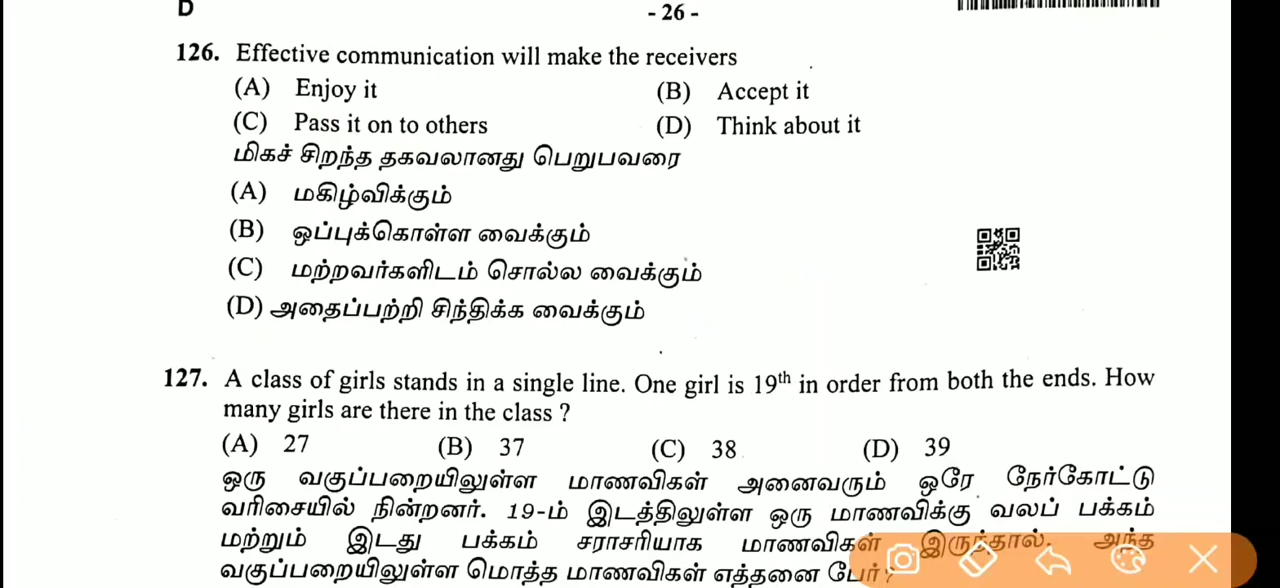 D
- 26 -
126. Effective communication will make the receivers
(A) Enjoy it (B) Accept it
(C) Pass it on to others (D) Think about it
மிகச் சிறந்த தகவலானது பெறுபவரை
(A) மகிழ்விக்கும்
(B) ஒப்புக்கொள்ள வைக்கும்
(C) மற்றவர்களிடம் சொல்ல வைக்கும்
(D) அதைப்பற்றி சிந்திக்க வைக்கும்
127. A class of girls stands in a single line. One girl is 19th in order from both the ends. How
many girls are there in the class ?
(A) 27 (B) 37 (C) 38 (D) 39
ஒரு வகுப்பறையிலுள்ள மாணவிகள் அனைவரும் ஒரே நேர்கோட்டு
வரிசையில் நின்றனர். 19-ம் இடத்திலுள்ள ஒரு மாணவிக்கு வலப் பக்கம்
மற்றும் இடது பக்கம் சராசரியாக மாணவிகள் இருந்தால். அந்த
வகுப்பறையிலுள்ள மொத்த மாணவிகள் எத்தனை பேர்?